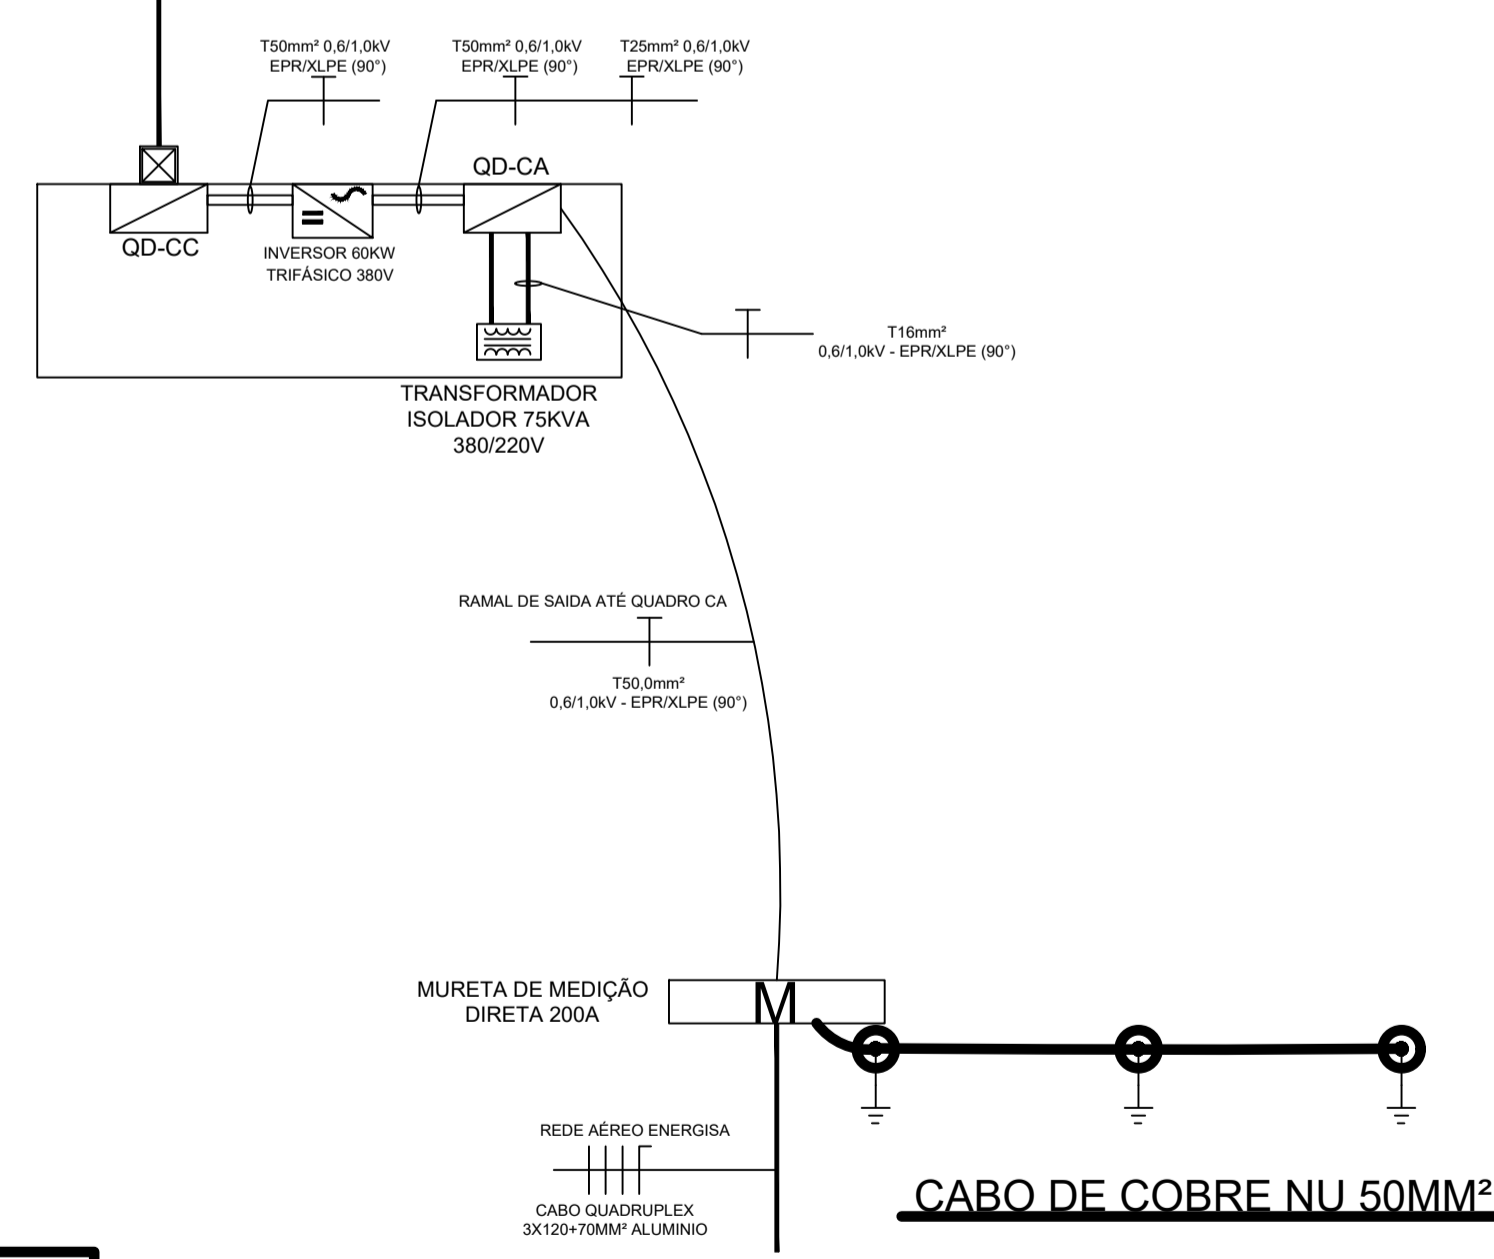 T50mm² 0,6/1,0kV
EPR/XLPE (90°)
T50mm² 0,6/1,0kV
EPR/XLPE (90°)
T25mm² 0,6/1,0kV
EPR/XLPE (90°)
QD-CA
QD-CC
INVERSOR 60KW
TRIFÁSICO 380V
T16mm²
0,6/1,0kV - EPR/XLPE (90°)
TRANSFORMADOR
ISOLADOR 75KVA
380/220V
RAMAL DE SAIDA ATÉ QUADRO CA
T50,0mm²
0,6/1,0kV - EPR/XLPE (90°)
MURETA DE MEDIÇÃO
DIRETA 200A
M
REDE AÉREO ENERGISA
CABO QUADRUPLEX
3X120+70MM² ALUMINIO
CABO DE COBRE NU 50MM²